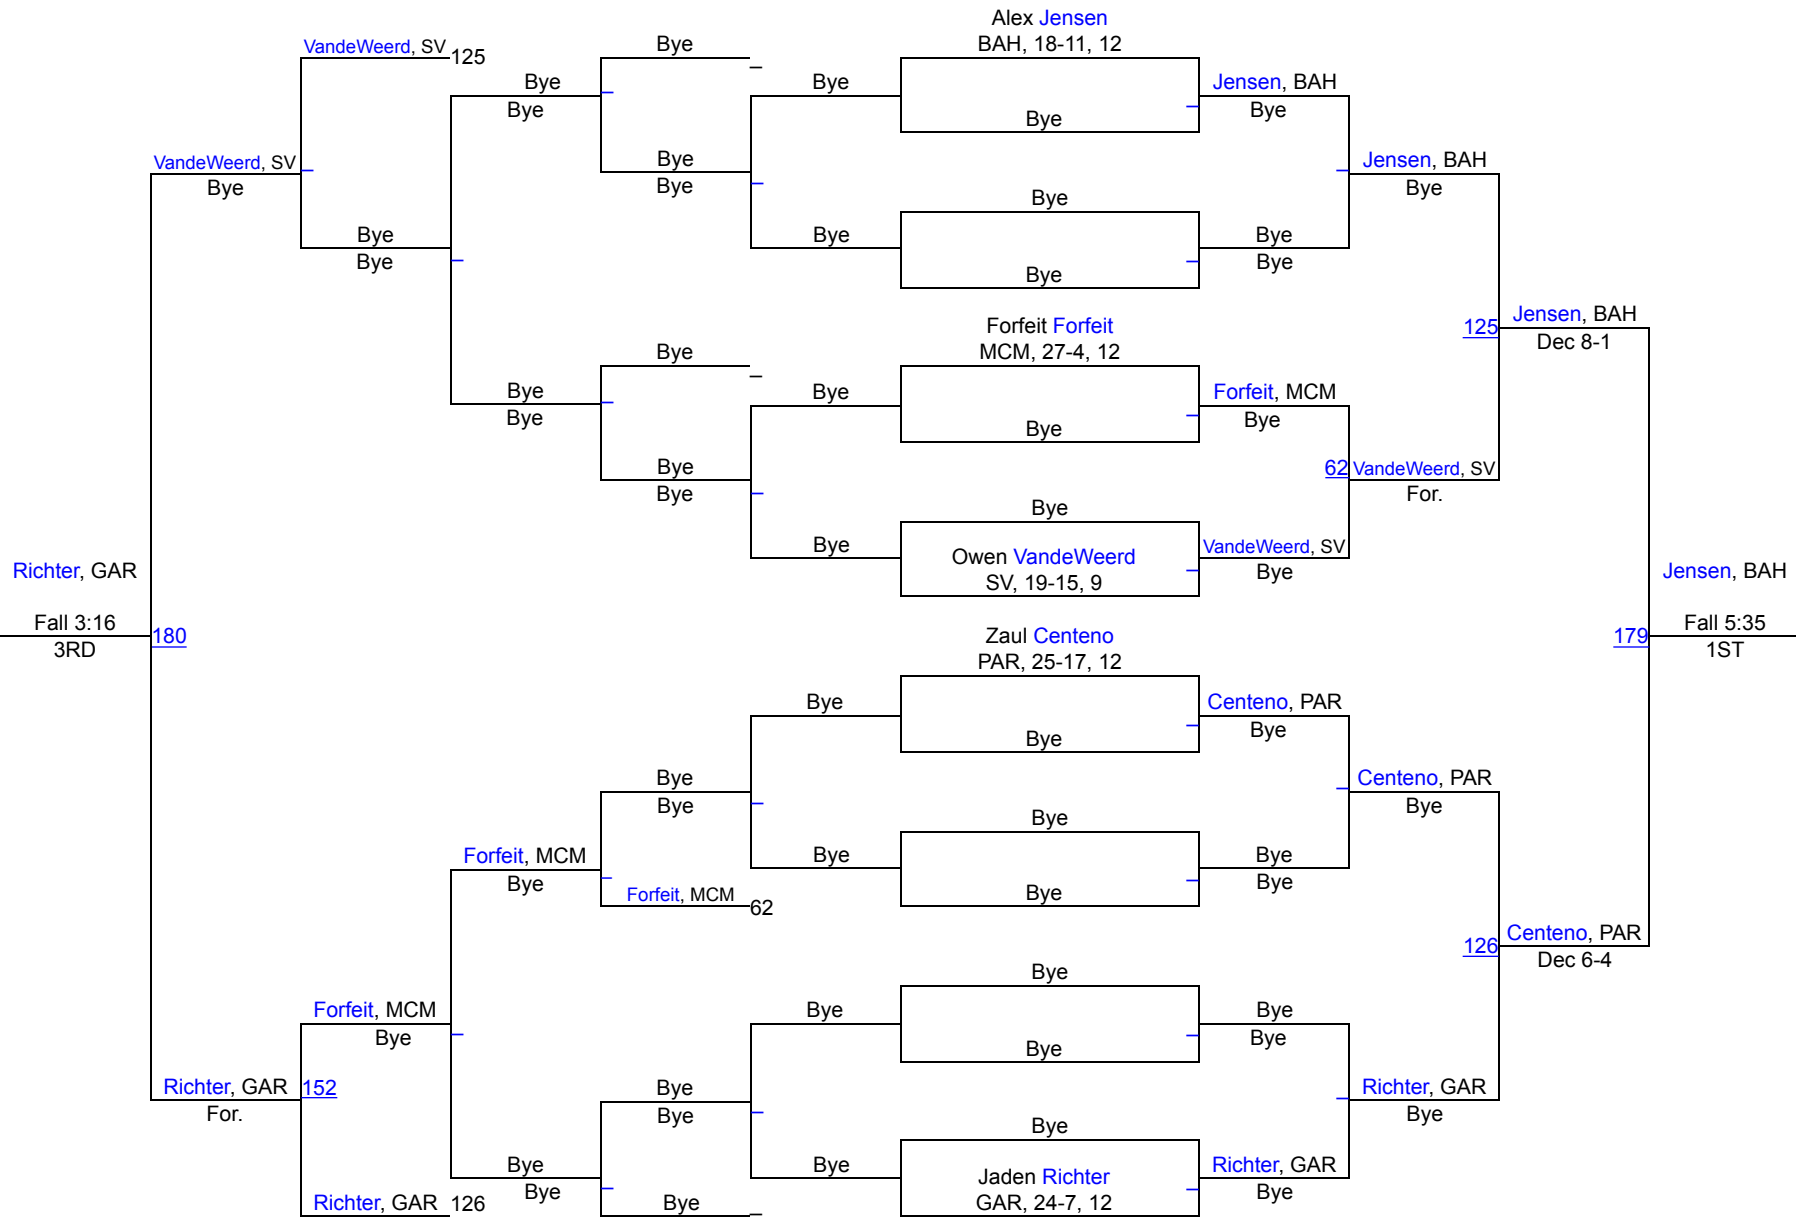 Alex Jensen
BAH, 18-11, 12
VandeWeerd, SV
125
Bye
Bye
Bye
Bye
Jensen, BAH
Bye
Bye
Bye
VandeWeerd, SV
Bye
Bye
Bye
Jensen, BAH
Bye
Bye
Bye
Bye
Bye
Bye
Bye
Bye
Bye
Forfeit Forfeit
MCM, 27-4, 12
125
Jensen, BAH
Dec 8-1
Bye
Bye
Bye
Bye
Forfeit, MCM
Bye
Bye
Bye
Bye
62
VandeWeerd, SV
For.
Bye
Bye
Owen VandeWeerd
SV, 19-15, 9
VandeWeerd, SV
Bye
Richter, GAR
Fall 3:16
3RD
180
Jensen, BAH
179
Fall 5:35
1ST
Zaul Centeno
PAR, 25-17, 12
Bye
Bye
Centeno, PAR
Bye
Bye
Bye
Centeno, PAR
Bye
Bye
Forfeit, MCM
Bye
Bye
Bye
Bye
Bye
Forfeit, MCM
62
126
Centeno, PAR
Dec 6-4
Bye
Forfeit, MCM
Bye
Bye
Bye
Bye
Bye
Richter, GAR
For.
152
Bye
Bye
Richter, GAR
Bye
Bye
Bye
Bye
Bye
Jaden Richter
GAR, 24-7, 12
Richter, GAR
Bye
Richter, GAR
126
Bye